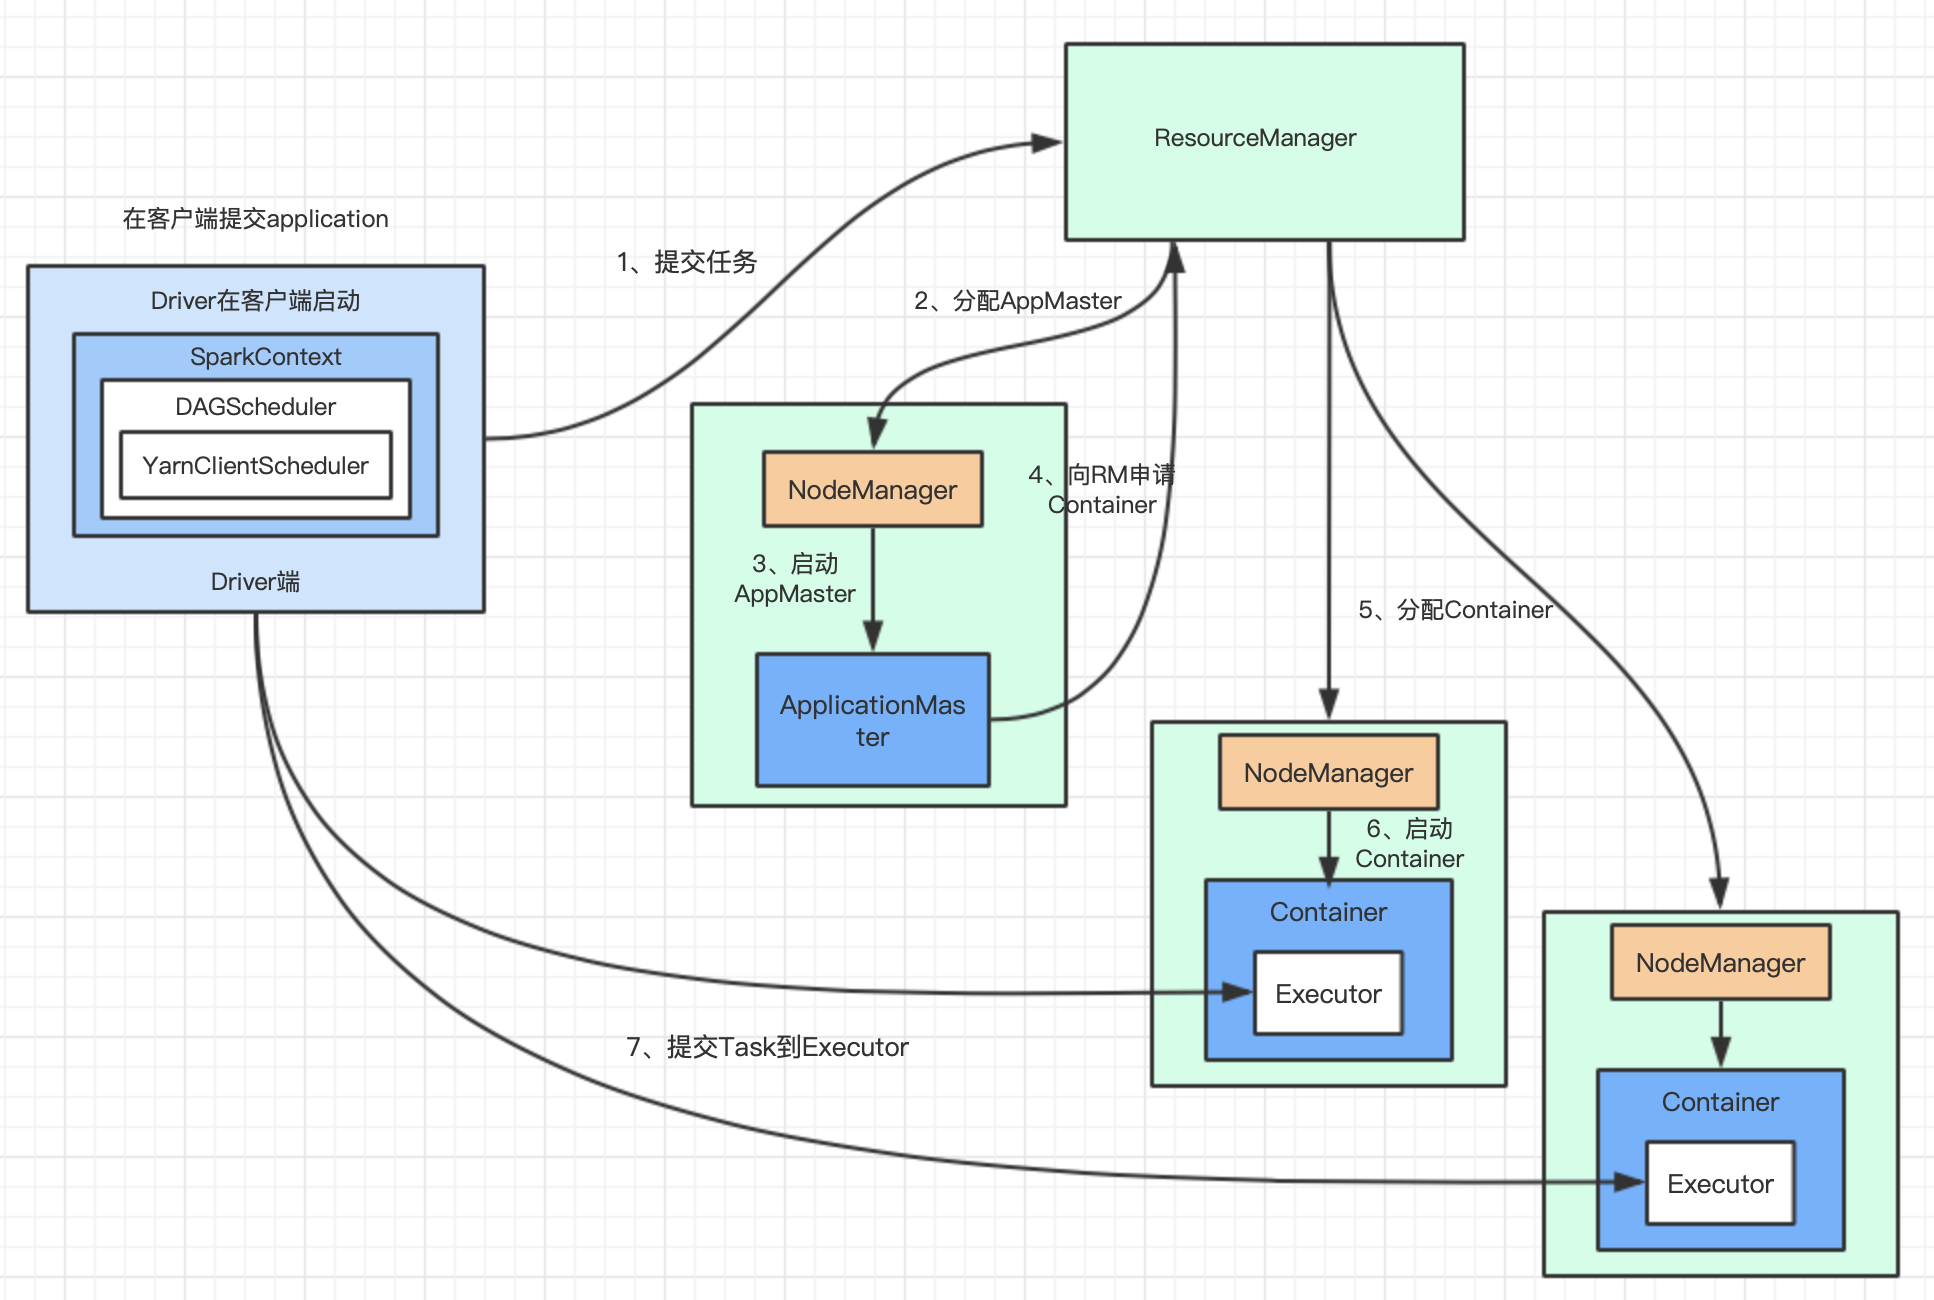 ResourceManager
在客户端提交application
1、提交任务
Driver在客户端启动
2、分配AppMaster
SparkContext
DAGScheduler
YarnClientScheduler
Driver端
NodeManager
4、向RM申请
Container
3、启动
AppMaster
5、分配Container
ApplicationMas
ter
NodeManager
6、启动
Container
Container
Executor
NodeManager
7、提交Task到Executor
Container
Executor